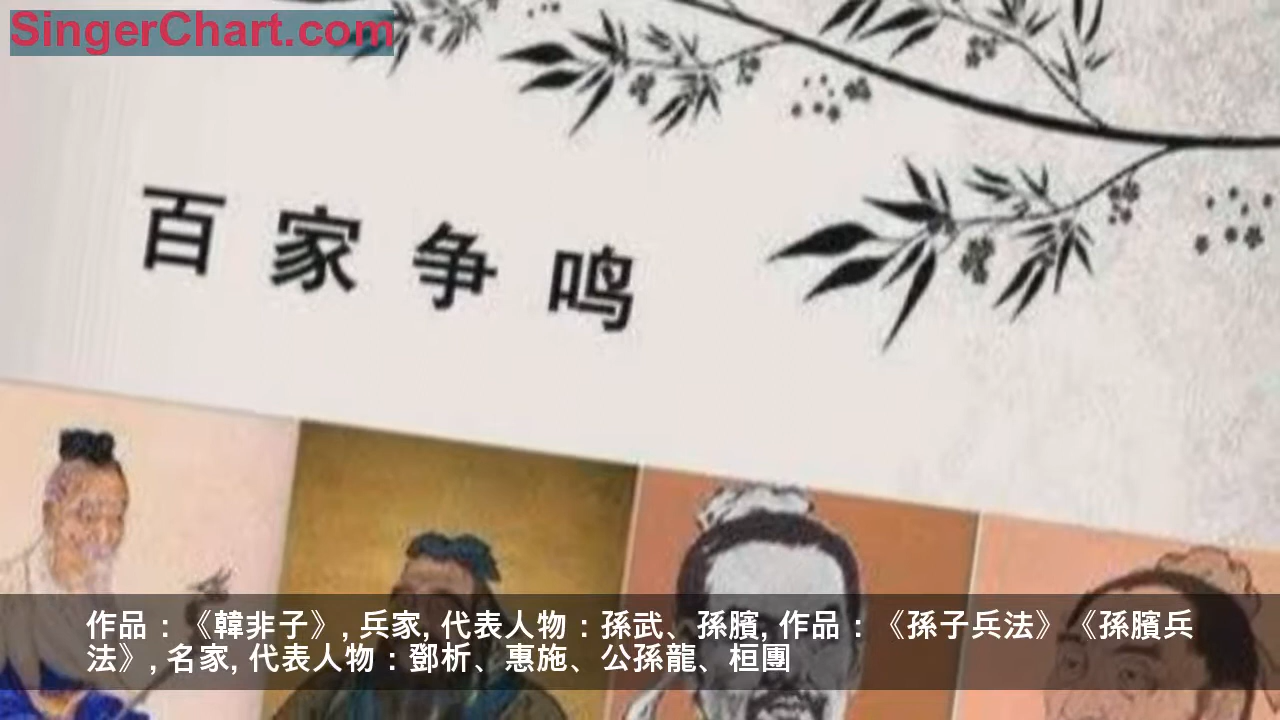 SingerChart.com
百家争鸣
作品：《韓非子》, 兵家, 代表人物：孫武、孫臏, 作品：《孫子兵法》《孫臏兵
法》, 名家, 代表人物：鄧析、惠施、公孫龍、桓團